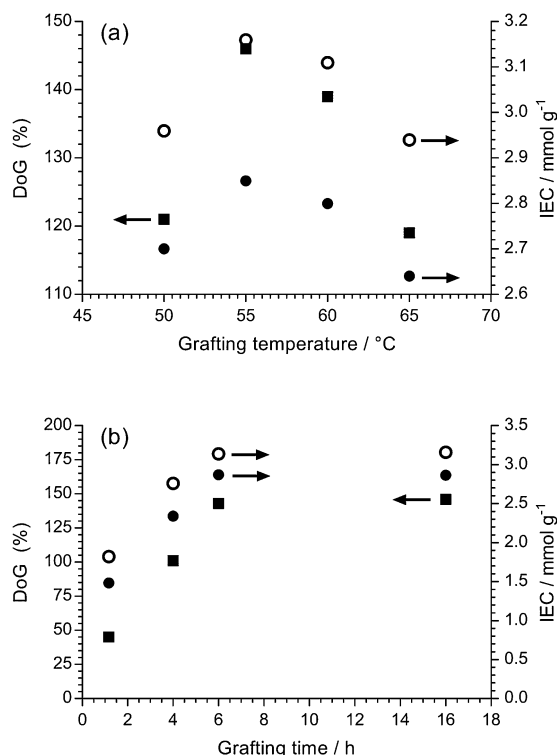 (a)
150
140
130
120
110
DoG (%)
3.2
3.1
3.0
2.9
2.8
2.7
2.6
IEC / mmol g⁻¹
45 50 55 60 65 70
Grafting temperature / °C
(b)
200
175
150
125
100
75
50
25
0
DoG (%)
3.5
3.0
2.5
2.0
1.5
1.0
0.5
0.0
IEC / mmol g⁻¹
0 2 4 6 8 10 12 14 16 18
Grafting time / h